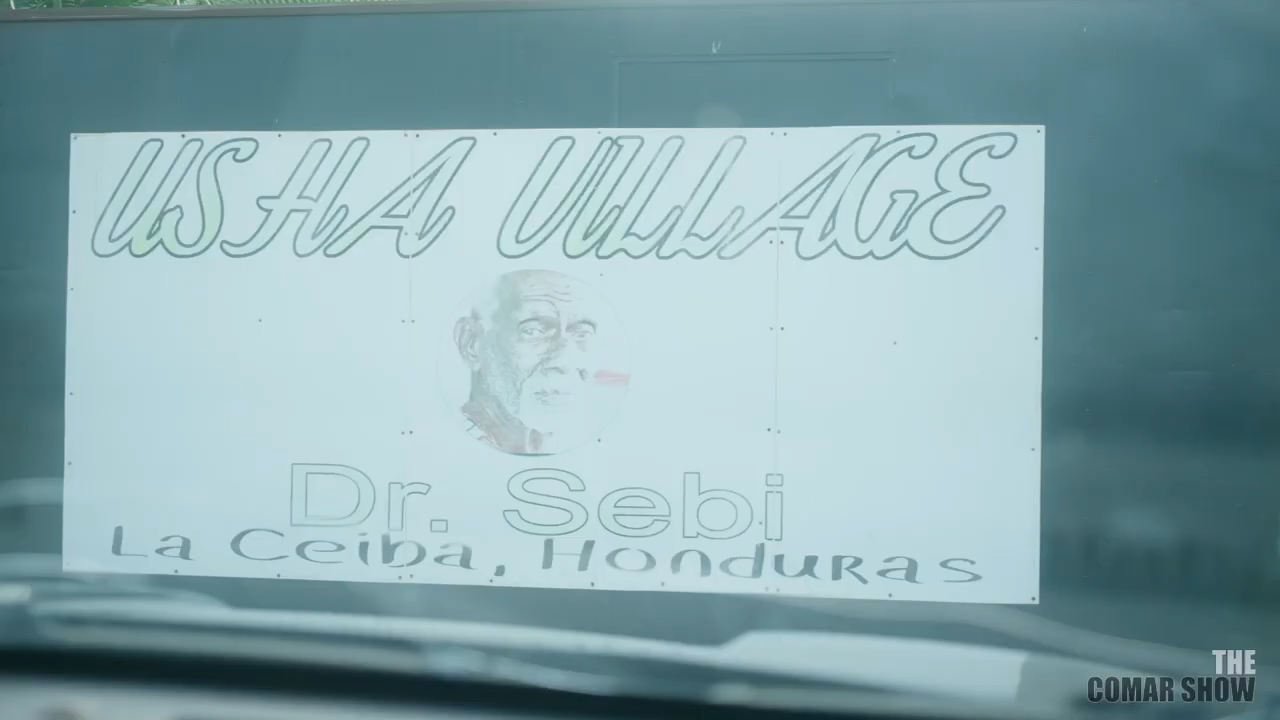 USHA VILLAGE
Dr. Sebi
La Ceiba, Honduras
THE
COMAR SHOW